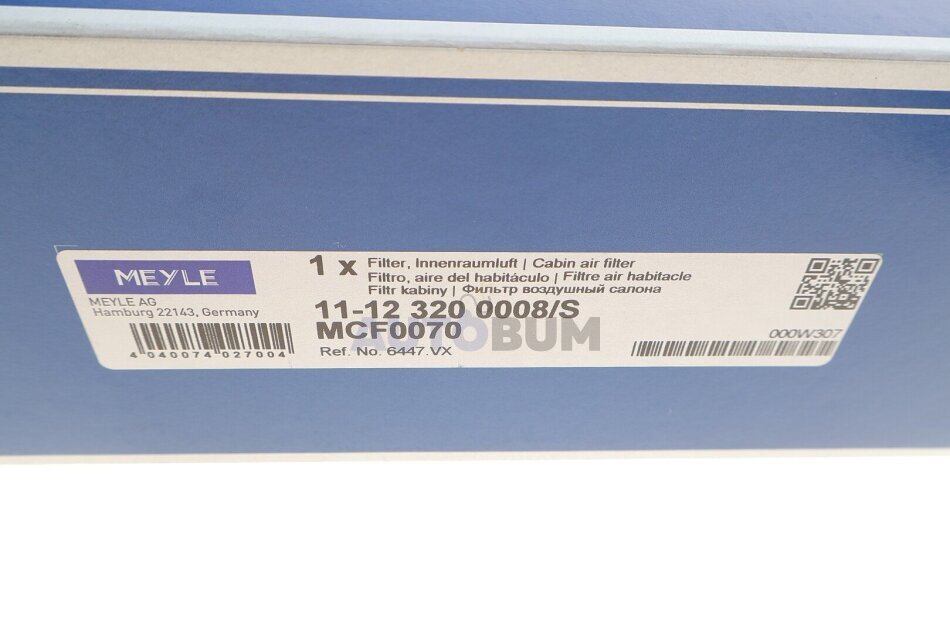 MEYLE
MEYLE AG
Hamburg 22143, Germany
4 040074 027004
1 x Filter, Innenraumluft | Cabin air filter
Filtro, aire del habitáculo | Filtre air habitacle
Filtr kabiny | Фильтр воздушный салона
11-12 320 0008/S
MCF0070
Ref. No. 6447.VX
AUTOBUM
000W307